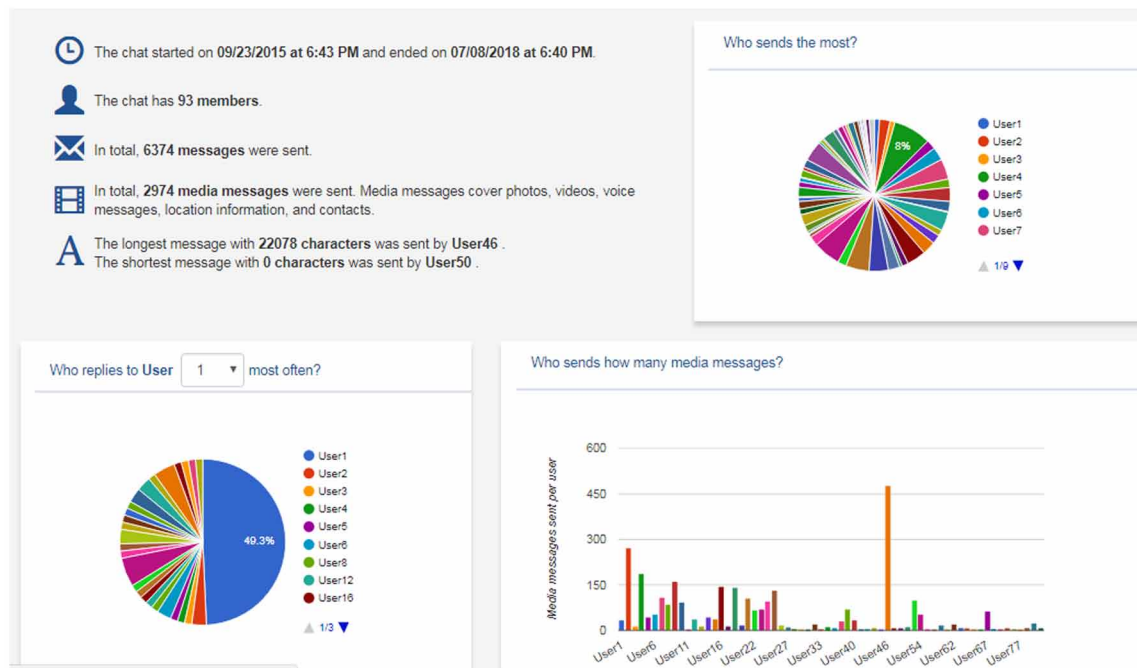 The chat started on 09/23/2015 at 6:43 PM and ended on 07/08/2018 at 6:40 PM.
The chat has 93 members.
In total, 6374 messages were sent.
In total, 2974 media messages were sent. Media messages cover photos, videos, voice
messages, location information, and contacts.
A
The longest message with 22078 characters was sent by User46 .
The shortest message with 0 characters was sent by User50 .
Who sends the most?
8%
User1
User2
User3
User4
User5
User6
User7
1/9
Who replies to User 1 most often?
49.3%
User1
User2
User3
User4
User5
User6
User8
User12
User16
1/3
Who sends how many media messages?
Media messages sent per user
600
450
300
150
0
User1 User6 User11 User16 User22 User27 User33 User40 User46 User54 User62 User67 User77